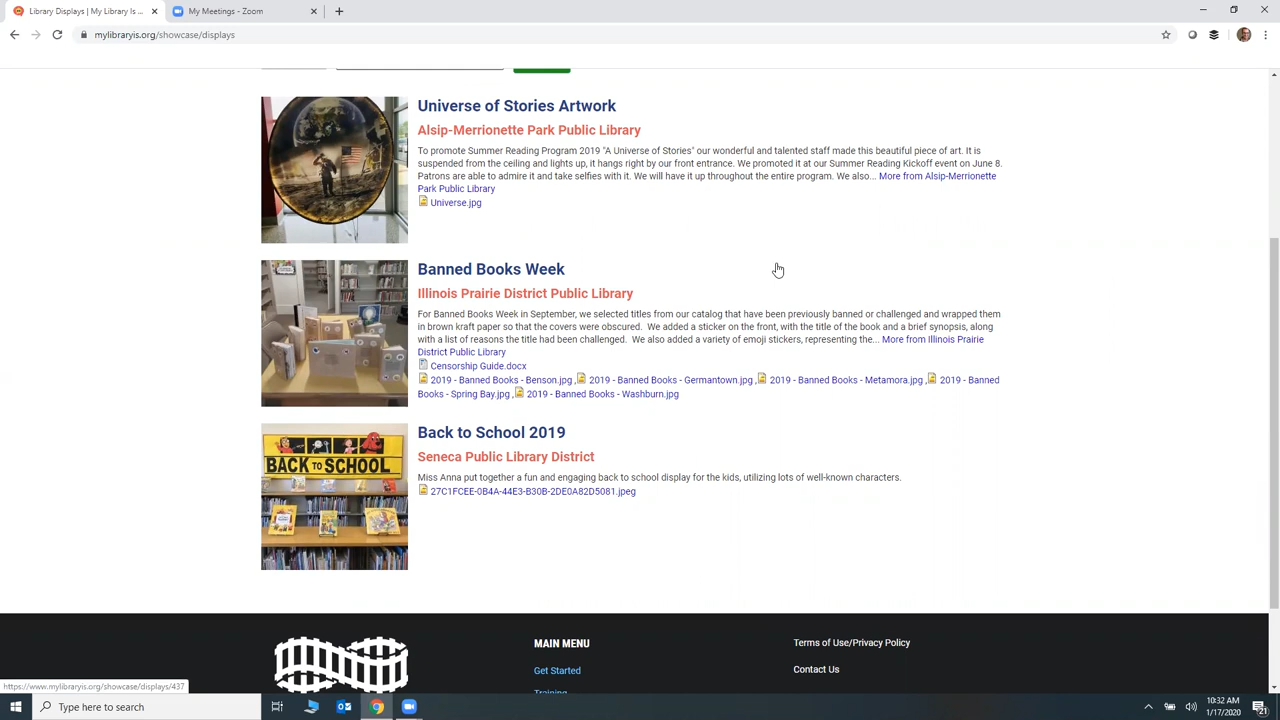 Library Displays | My Library Is
My Meetings - Zoom
mylibraryis.org/showcase/displays
Universe of Stories Artwork
Alsip-Merrionette Park Public Library
To promote Summer Reading Program 2019 "A Universe of Stories" our wonderful and talented staff made this beautiful piece of art. It is
suspended from the ceiling and lights up, it hangs right by our front entrance. We promoted it at our Summer Reading Kickoff event on June 8.
Patrons are able to admire it and take selfies with it. We will have it up throughout the entire program. We also... More from Alsip-Merrionette
Park Public Library
Universe.jpg
Banned Books Week
Illinois Prairie District Public Library
For Banned Books Week in September, we selected titles from our catalog that have been previously banned or challenged and wrapped them
in brown kraft paper so that the covers were obscured. We added a sticker on the front, with the title of the book and a brief synopsis, along
with a list of reasons the title had been challenged. We also added a variety of emoji stickers, representing the... More from Illinois Prairie
District Public Library
Censorship Guide.docx
2019 - Banned Books - Benson.jpg , 2019 - Banned Books - Germantown.jpg , 2019 - Banned Books - Metamora.jpg , 2019 - Banned
Books - Spring Bay.jpg , 2019 - Banned Books - Washburn.jpg
Back to School 2019
Seneca Public Library District
BACK TO SCHOOL
Miss Anna put together a fun and engaging back to school display for the kids, utilizing lots of well-known characters.
27C1FCEE-0B4A-44E3-B30B-2DE0A82D5081.jpeg
MAIN MENU
Get Started
Training
Terms of Use/Privacy Policy
Contact Us
https://www.mylibraryis.org/showcase/displays/437
Type here to search
10:32 AM
1/17/2020
21